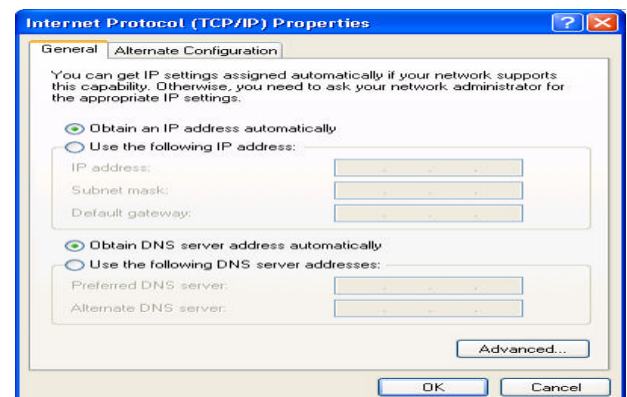 Internet Protocol (TCP/IP) Properties
General
Alternate Configuration
You can get IP settings assigned automatically if your network supports
this capability. Otherwise, you need to ask your network administrator for
the appropriate IP settings.
Obtain an IP address automatically
Use the following IP address:
IP address:
Subnet mask:
Default gateway:
Obtain DNS server address automatically
Use the following DNS server addresses:
Preferred DNS server:
Alternate DNS server:
Advanced...
OK
Cancel